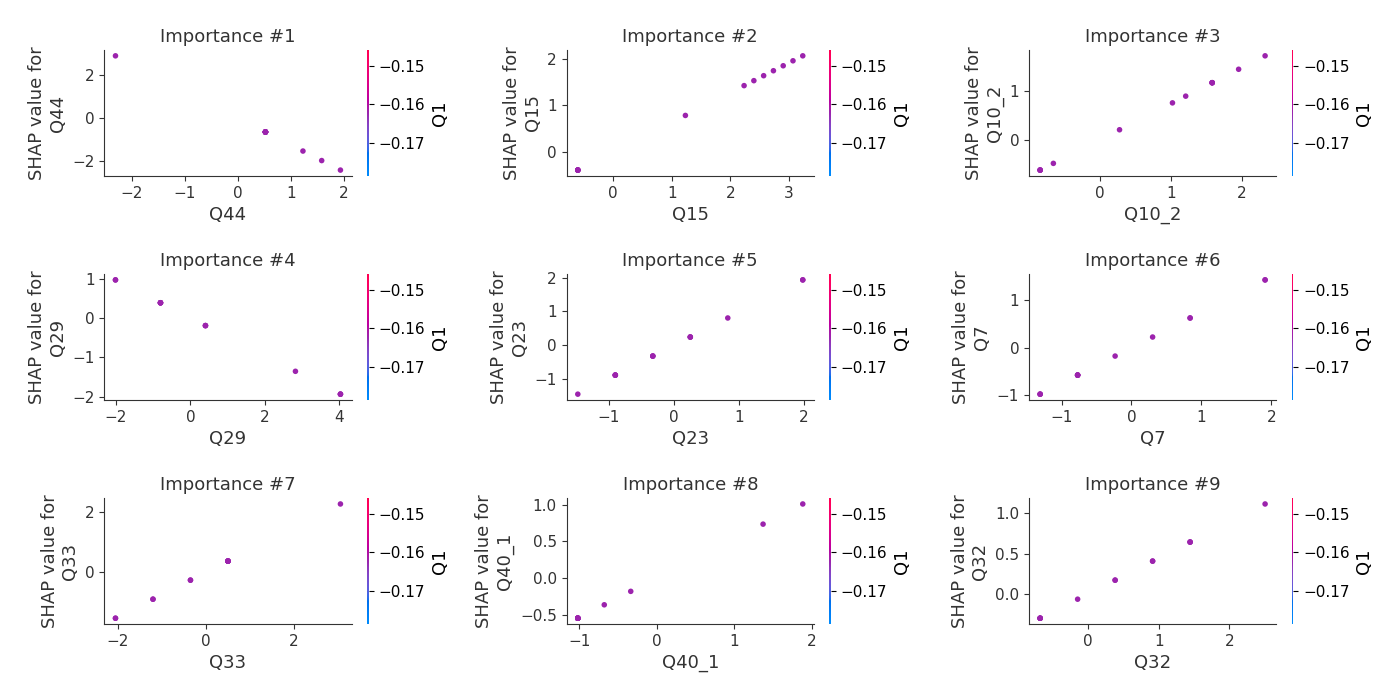 Importance #1
SHAP value for
Q44
2
0
−2
−2
−1
0
1
2
Q44
−0.15
−0.16
−0.17
Q1
Importance #2
SHAP value for
Q15
2
1
0
0
1
2
3
Q15
−0.15
−0.16
−0.17
Q1
Importance #3
SHAP value for
Q10_2
1
0
0
1
2
Q10_2
−0.15
−0.16
−0.17
Q1
Importance #4
SHAP value for
Q29
1
0
−1
−2
−2
0
2
4
Q29
−0.15
−0.16
−0.17
Q1
Importance #5
SHAP value for
Q23
2
1
0
−1
−1
0
1
2
Q23
−0.15
−0.16
−0.17
Q1
Importance #6
SHAP value for
Q7
1
0
−1
−1
0
1
2
Q7
−0.15
−0.16
−0.17
Q1
Importance #7
SHAP value for
Q33
2
0
−2
0
2
Q33
−0.15
−0.16
−0.17
Q1
Importance #8
SHAP value for
Q40_1
1.0
0.5
0.0
−0.5
−1
0
1
2
Q40_1
−0.15
−0.16
−0.17
Q1
Importance #9
SHAP value for
Q32
1.0
0.5
0.0
0
1
2
Q32
−0.15
−0.16
−0.17
Q1